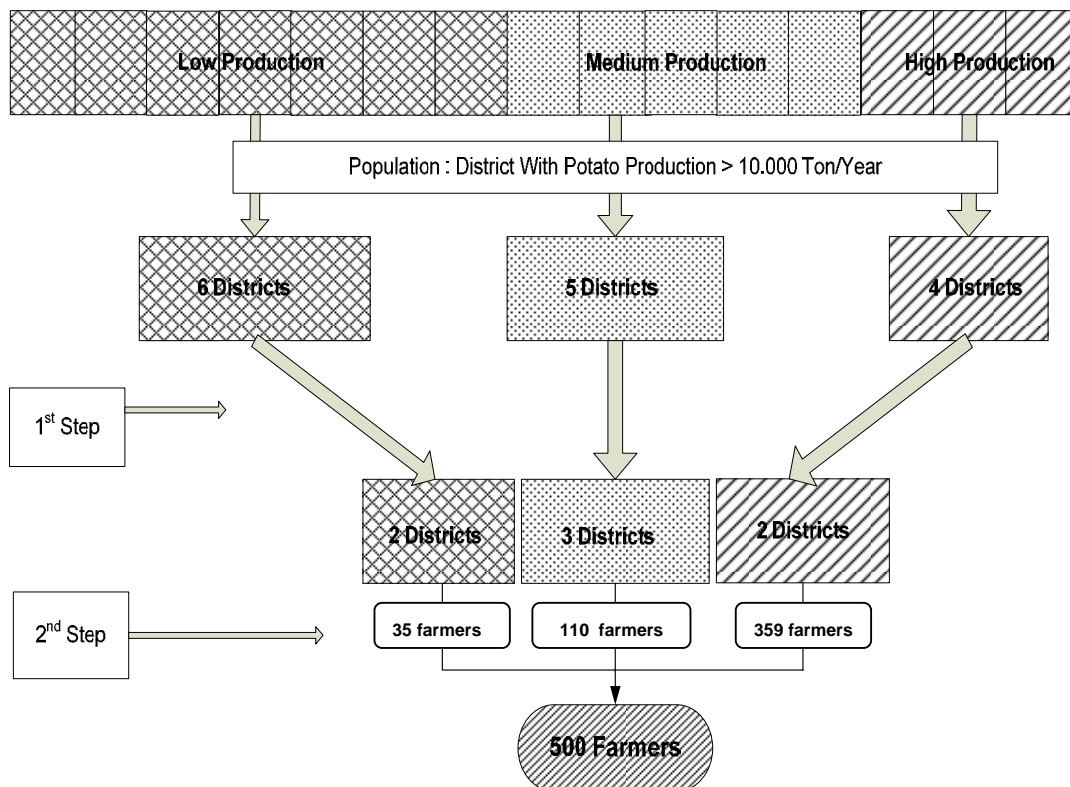 Low Production
Medium Production
High Production
Population : District With Potato Production > 10.000 Ton/Year
6 Districts
5 Districts
4 Districts
1st Step
2 Districts
3 Districts
2 Districts
2nd Step
35 farmers
110 farmers
359 farmers
500 Farmers